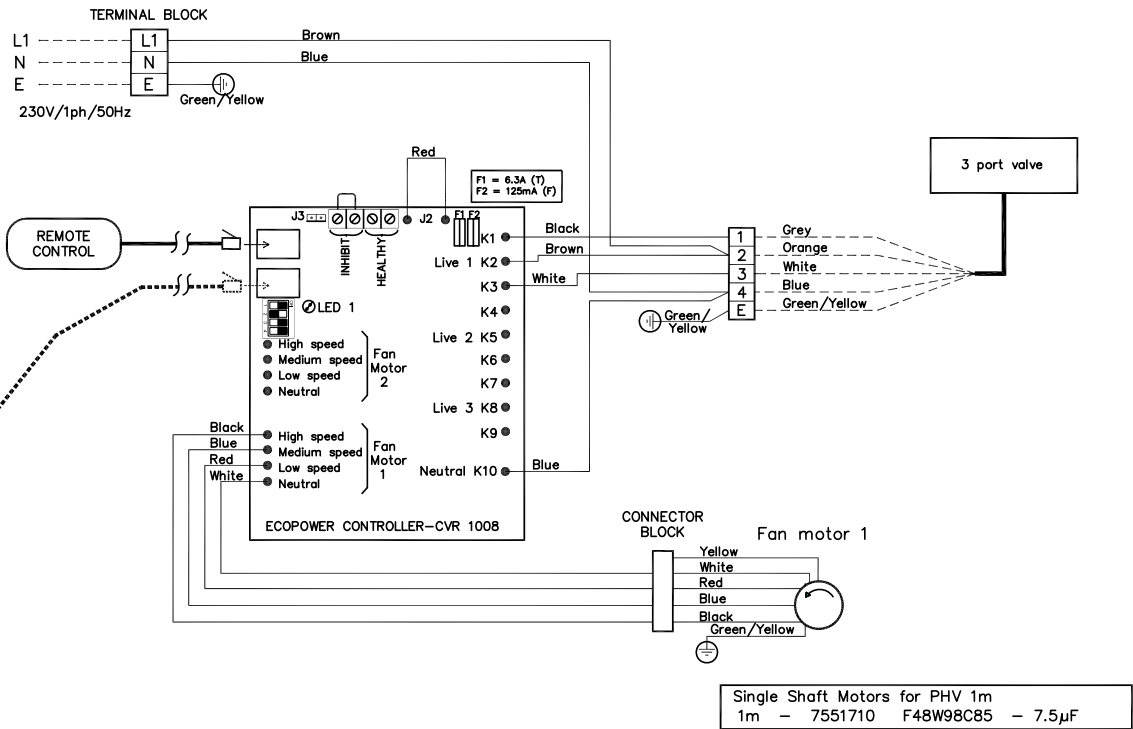 TERMINAL BLOCK
L1 L1 Brown
N N Blue
E E
Green/Yellow
230V/1ph/50Hz
Red
F1 = 6.3A (T)
F2 = 125mA (F)
3 port valve
REMOTE
CONTROL
J3
J2
F1 F2
INHIBIT
HEALTHY
K1 Black
Live 1 K2 Brown
K3 White
K4
Live 2 K5
K6
K7
Live 3 K8
K9
Neutral K10 Blue
1 Grey
2 Orange
3 White
4 Blue
E Green/Yellow
Green/
Yellow
LED 1
High speed
Medium speed
Low speed
Neutral
Fan
Motor
2
Black High speed
Blue Medium speed
Red Low speed
White Neutral
Fan
Motor
1
ECOPOWER CONTROLLER-CVR 1008
CONNECTOR
BLOCK
Fan motor 1
Yellow
White
Red
Blue
Black
Green/Yellow
Single Shaft Motors for PHV 1m
1m - 7551710 F48W98C85 - 7.5µF